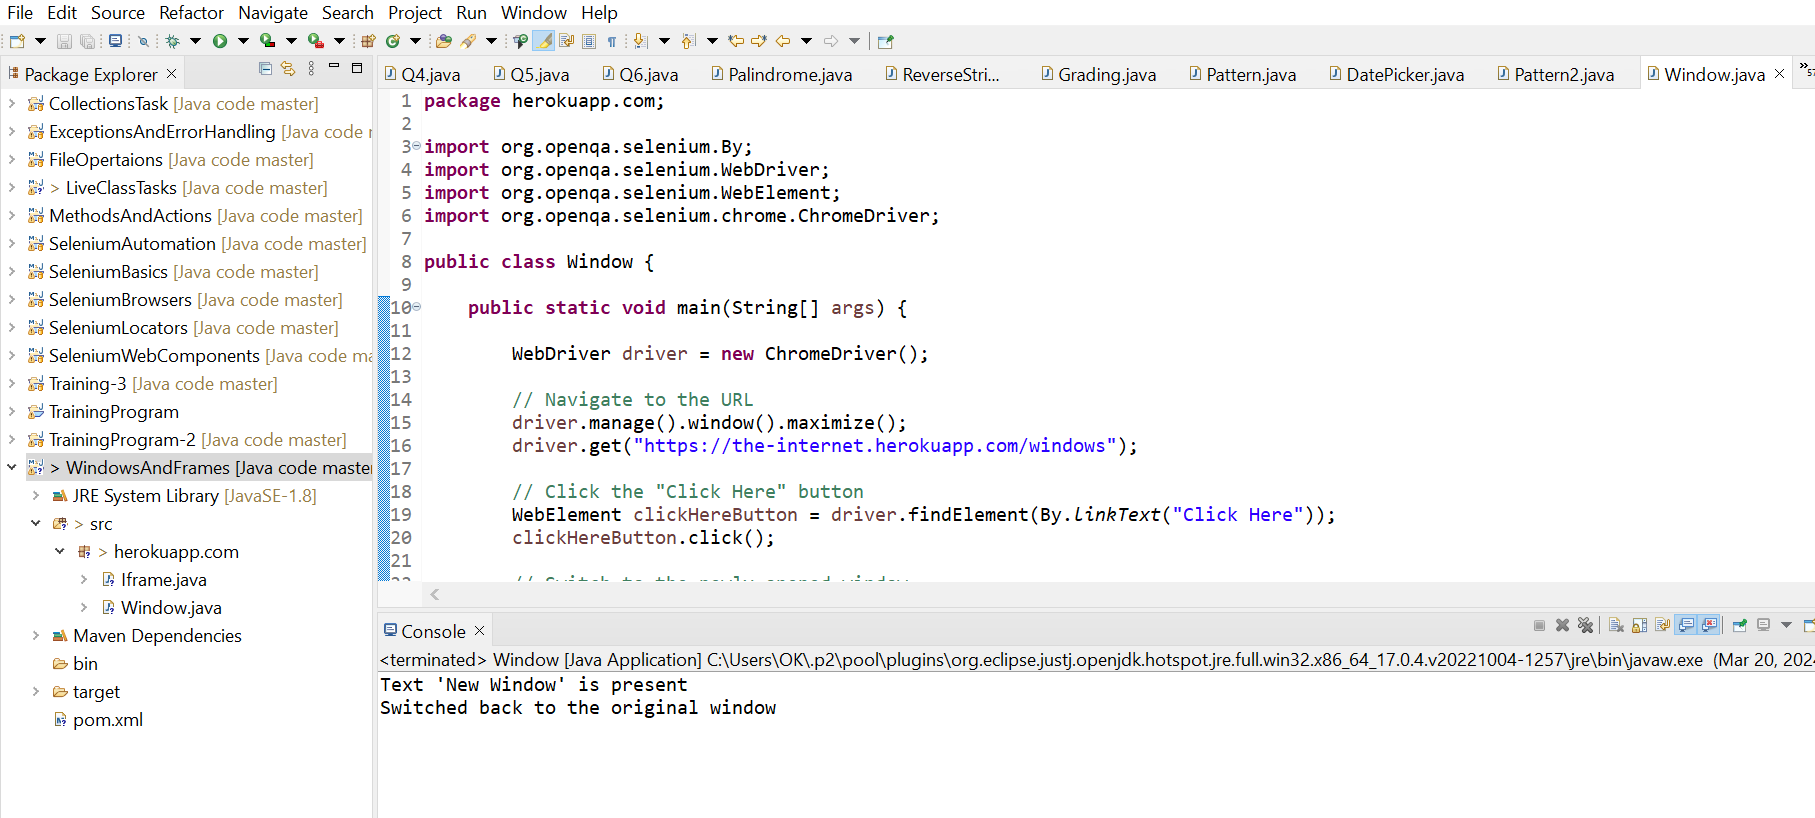 File Edit Source Refactor Navigate Search Project Run Window Help
Package Explorer
CollectionsTask [Java code master]
ExceptionsAndErrorHandling [Java code r
FileOpertaions [Java code master]
> LiveClassTasks [Java code master]
MethodsAndActions [Java code master]
SeleniumAutomation [Java code master]
SeleniumBasics [Java code master]
SeleniumBrowsers [Java code master]
SeleniumLocators [Java code master]
SeleniumWebComponents [Java code ma
Training-3 [Java code master]
TrainingProgram
TrainingProgram-2 [Java code master]
> WindowsAndFrames [Java code master
JRE System Library [JavaSE-1.8]
> src
> herokuapp.com
Iframe.java
Window.java
Maven Dependencies
bin
target
pom.xml
Q4.java Q5.java Q6.java Palindrome.java ReverseStri... Grading.java Pattern.java DatePicker.java Pattern2.java Window.java
1 package herokuapp.com;
2
3 import org.openqa.selenium.By;
4 import org.openqa.selenium.WebDriver;
5 import org.openqa.selenium.WebElement;
6 import org.openqa.selenium.chrome.ChromeDriver;
7
8 public class Window {
9
10 public static void main(String[] args) {
11
12 WebDriver driver = new ChromeDriver();
13
14 // Navigate to the URL
15 driver.manage().window().maximize();
16 driver.get("https://the-internet.herokuapp.com/windows");
17
18 // Click the "Click Here" button
19 WebElement clickHereButton = driver.findElement(By.linkText("Click Here"));
20 clickHereButton.click();
21
22 // Switch to the newly opened window
Console
<terminated> Window [Java Application] C:\Users\OK\.p2\pool\plugins\org.eclipse.justj.openjdk.hotspot.jre.full.win32.x86_64_17.0.4.v20221004-1257\jre\bin\javaw.exe (Mar 20, 2024
Text 'New Window' is present
Switched back to the original window